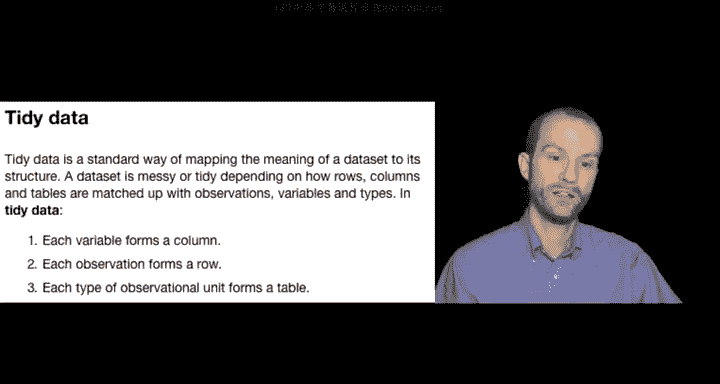 Tidy data
Tidy data is a standard way of mapping the meaning of a dataset to its
structure. A dataset is messy or tidy depending on how rows, columns
and tables are matched up with observations, variables and types. In
tidy data:
1. Each variable forms a column.
2. Each observation forms a row.
3. Each type of observational unit forms a table.